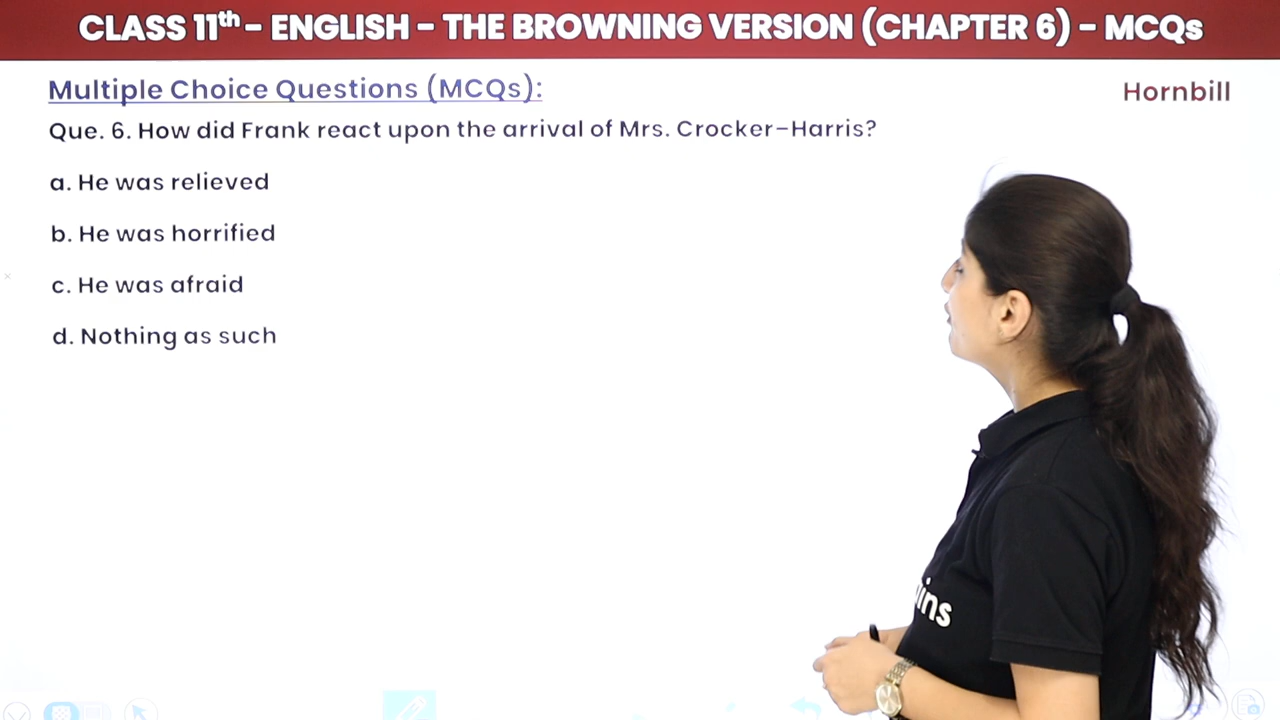 CLASS 11th - ENGLISH - THE BROWNING VERSION (CHAPTER 6) - MCQs
Multiple Choice Questions (MCQs):
Hornbill
Que. 6. How did Frank react upon the arrival of Mrs. Crocker-Harris?
a. He was relieved
b. He was horrified
c. He was afraid
d. Nothing as such